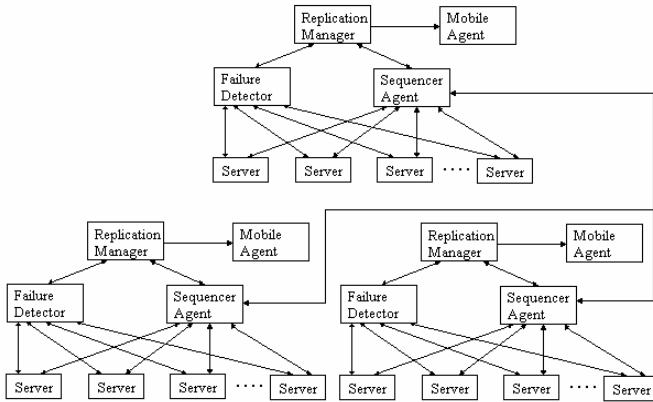 Replication
Manager
Mobile
Agent
Failure
Detector
Sequencer
Agent
Server
Server
Server
....
Server
Replication
Manager
Mobile
Agent
Failure
Detector
Sequencer
Agent
Server
Server
Server
....
Server
Replication
Manager
Mobile
Agent
Failure
Detector
Sequencer
Agent
Server
Server
Server
....
Server